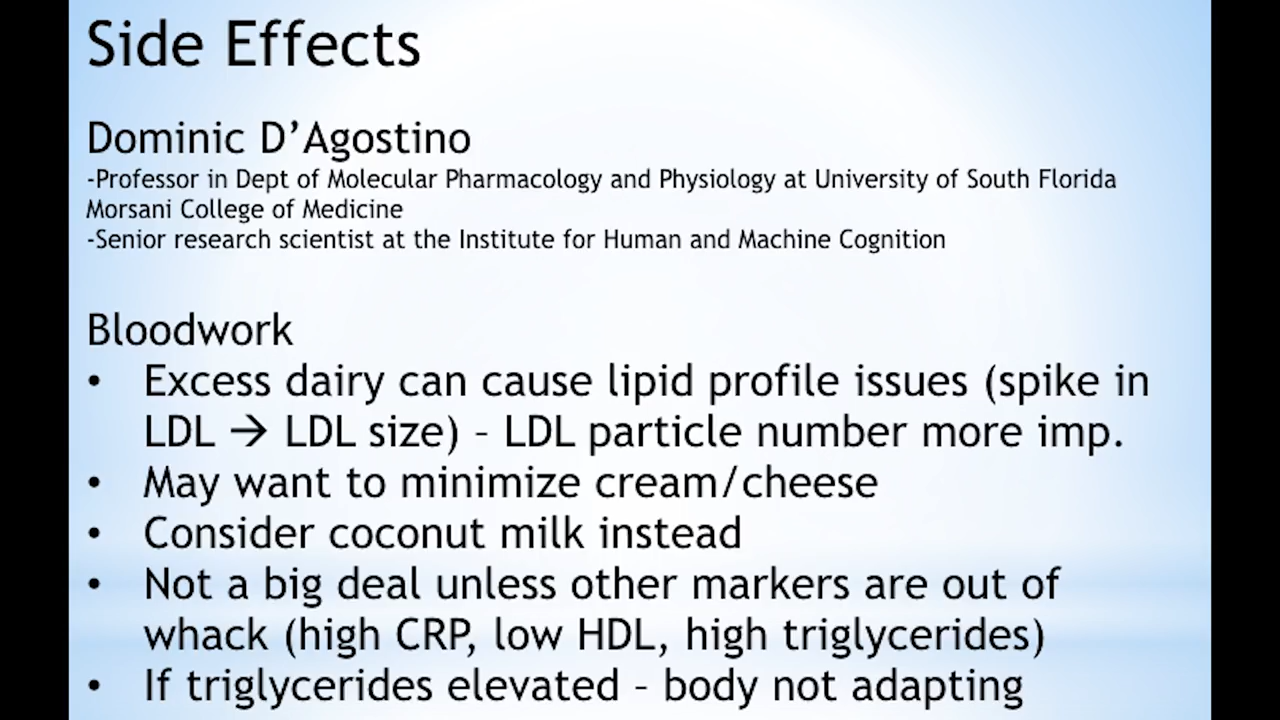 Side Effects
Dominic D’Agostino
-Professor in Dept of Molecular Pharmacology and Physiology at University of South Florida
Morsani College of Medicine
-Senior research scientist at the Institute for Human and Machine Cognition
Bloodwork
• Excess dairy can cause lipid profile issues (spike in
LDL → LDL size) – LDL particle number more imp.
• May want to minimize cream/cheese
• Consider coconut milk instead
• Not a big deal unless other markers are out of
whack (high CRP, low HDL, high triglycerides)
• If triglycerides elevated – body not adapting